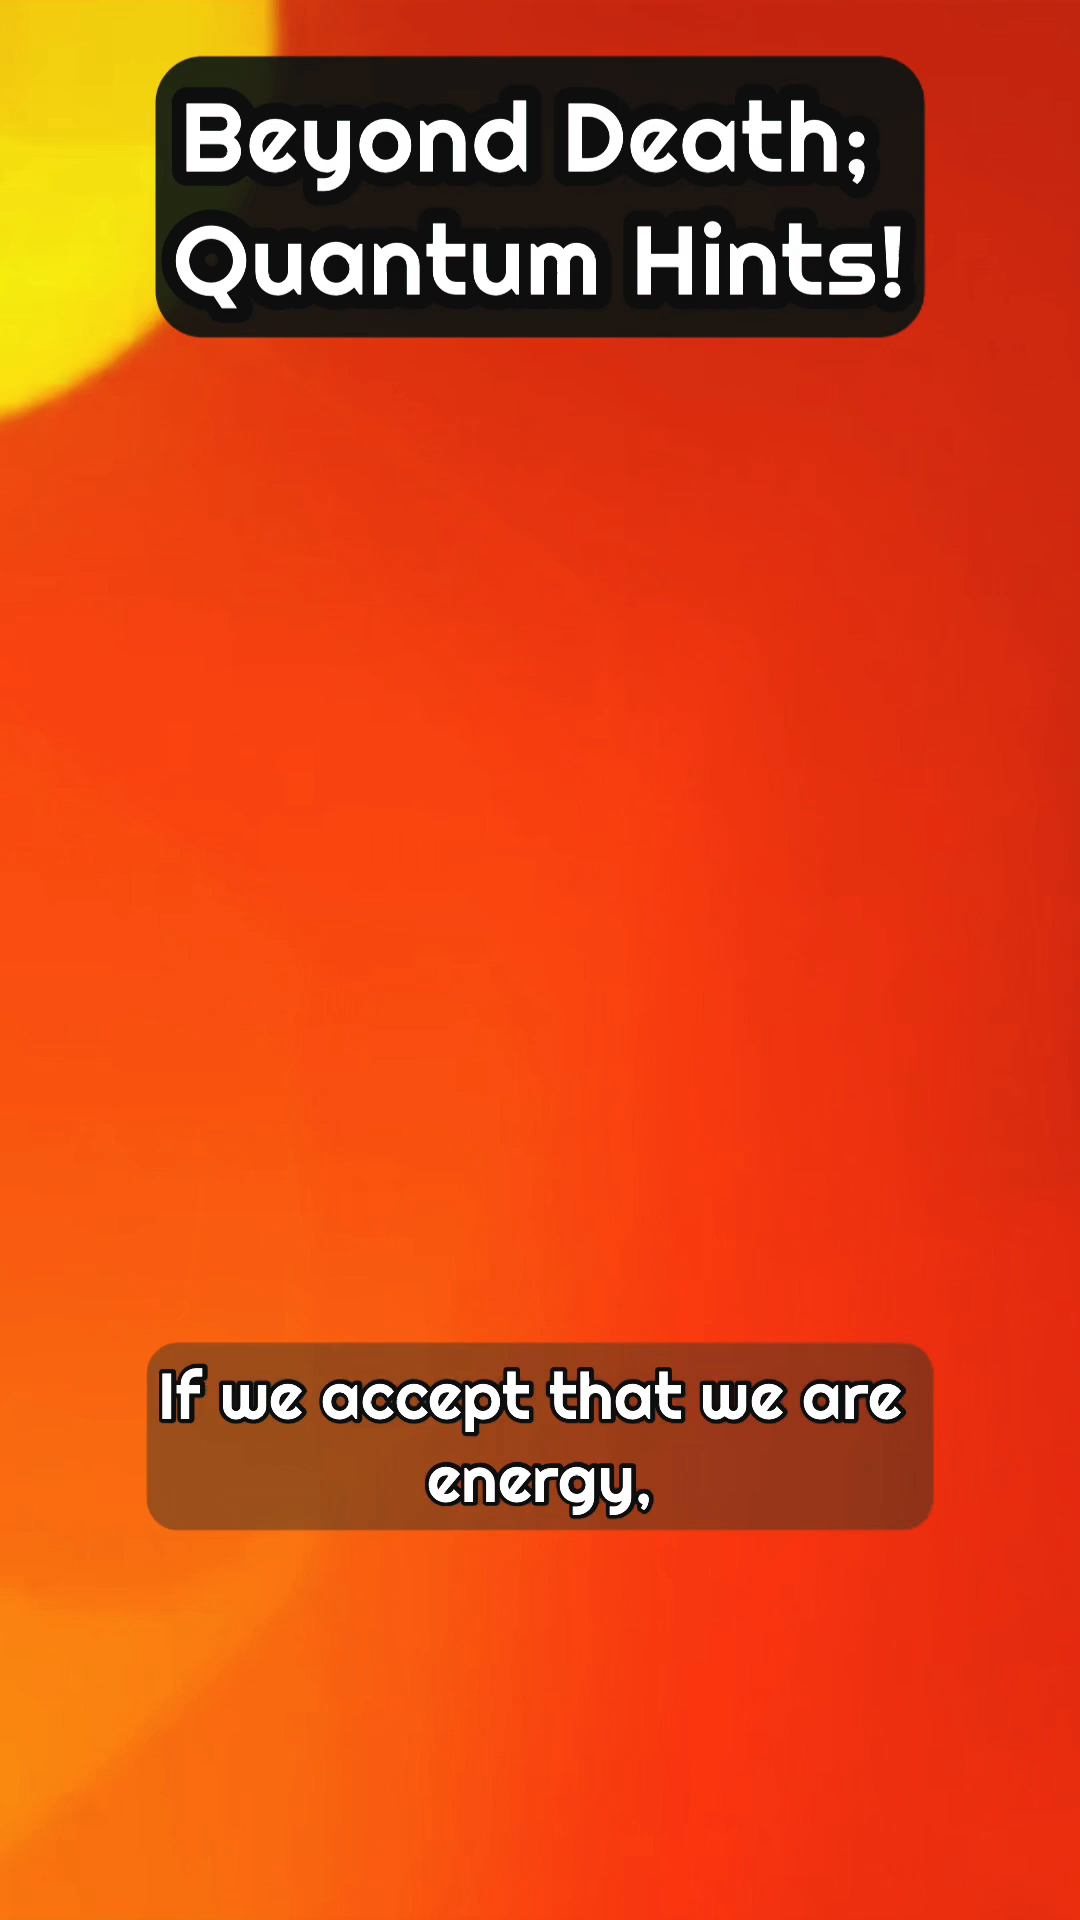 Beyond Death;
Quantum Hints!
If we accept that we are
energy,